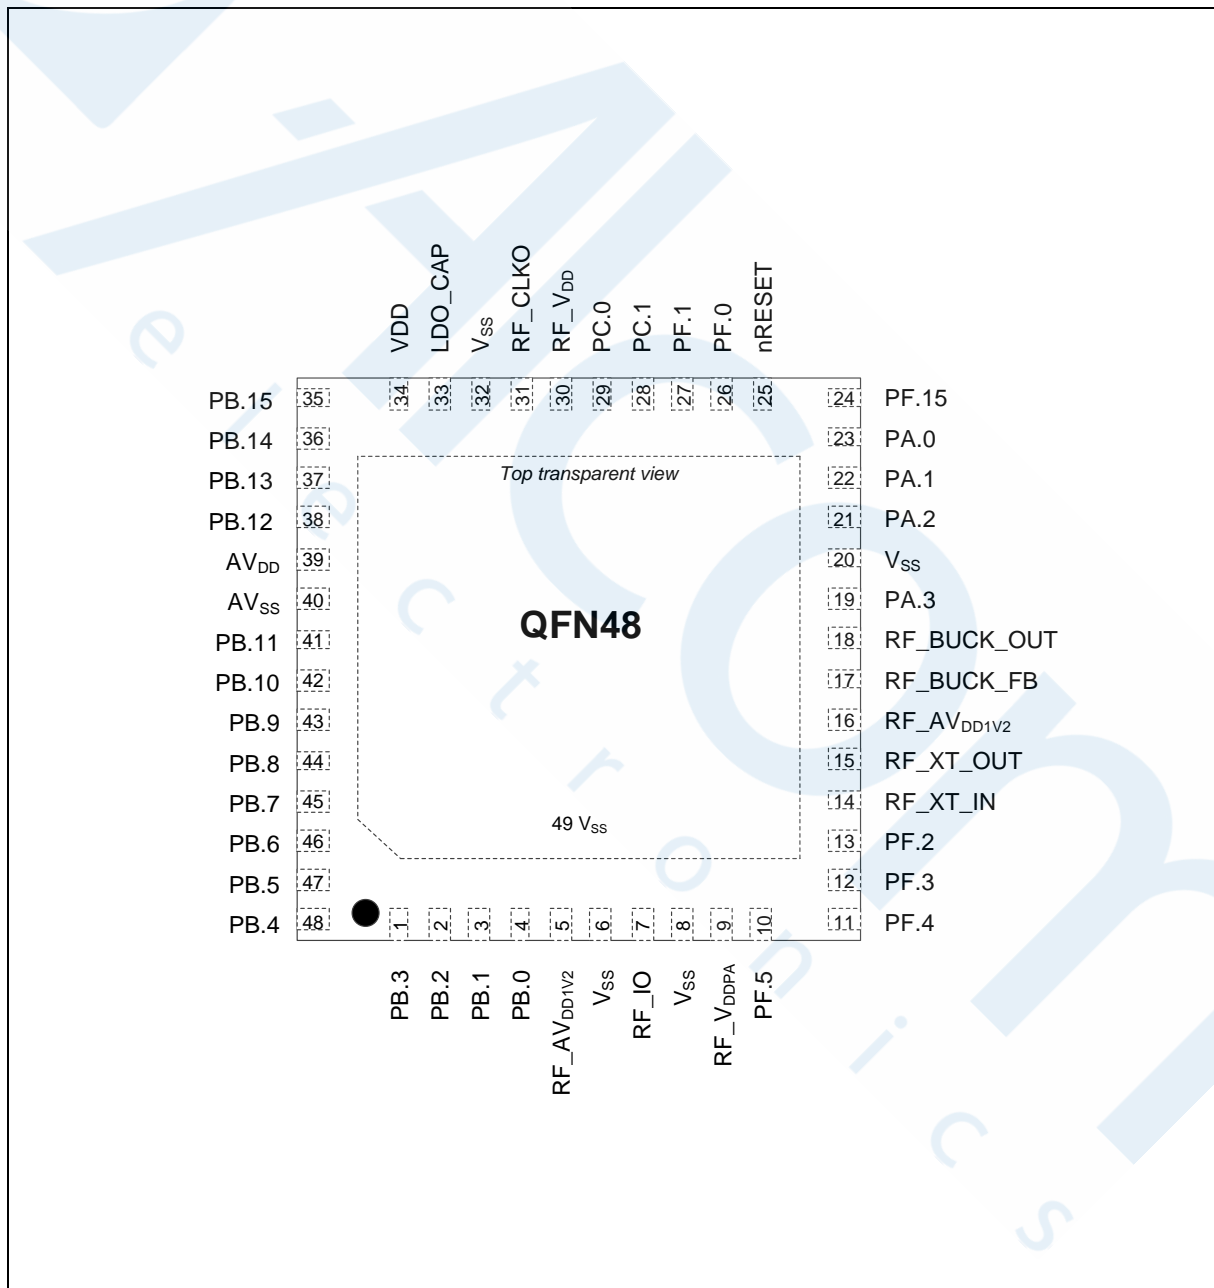 VDD
LDO_CAP
VSS
RF_CLKO
RF_VDD
PC.0
PC.1
PF.1
PF.0
nRESET
34
33
32
31
30
29
28
27
26
25
PB.15 35
PB.14 36
PB.13 37
PB.12 38
AVDD 39
AVSS 40
PB.11 41
PB.10 42
PB.9 43
PB.8 44
PB.7 45
PB.6 46
PB.5 47
PB.4 48
Top transparent view
QFN48
49 VSS
24 PF.15
23 PA.0
22 PA.1
21 PA.2
20 VSS
19 PA.3
18 RF_BUCK_OUT
17 RF_BUCK_FB
16 RF_AVDD1V2
15 RF_XT_OUT
14 RF_XT_IN
13 PF.2
12 PF.3
11 PF.4
1
2
3
4
5
6
7
8
9
10
PB.3
PB.2
PB.1
PB.0
RF_AVDD1V2
VSS
RF_IO
VSS
RF_VDDPA
PF.5
electronics